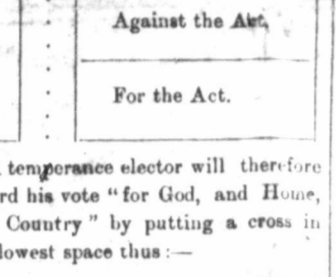 Against the Act.
For the Act.
temperance elector will therefore
rd his vote "for God, and Home,
Country" by putting a cross in
lowest space thus:—